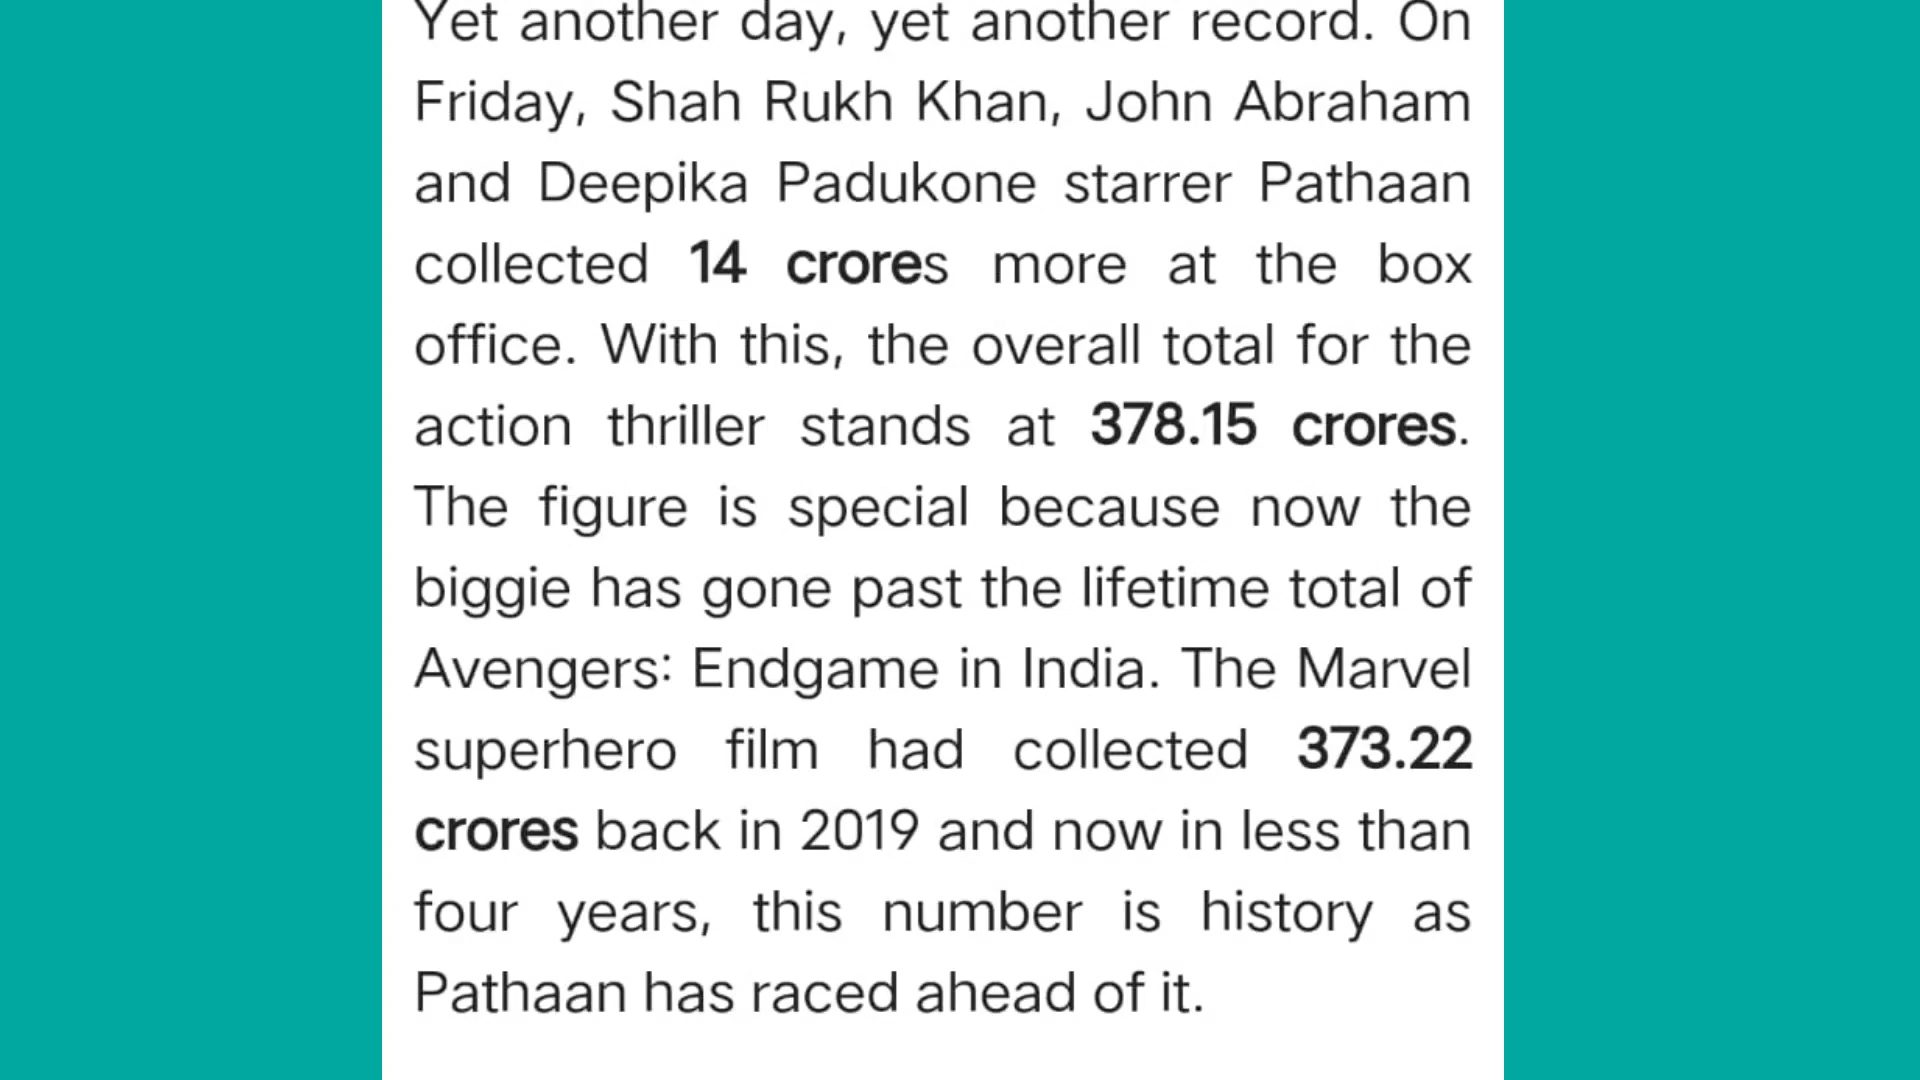 Yet another day, yet another record. On
Friday, Shah Rukh Khan, John Abraham
and Deepika Padukone starrer Pathaan
collected 14 crores more at the box
office. With this, the overall total for the
action thriller stands at 378.15 crores.
The figure is special because now the
biggie has gone past the lifetime total of
Avengers: Endgame in India. The Marvel
superhero film had collected 373.22
crores back in 2019 and now in less than
four years, this number is history as
Pathaan has raced ahead of it.